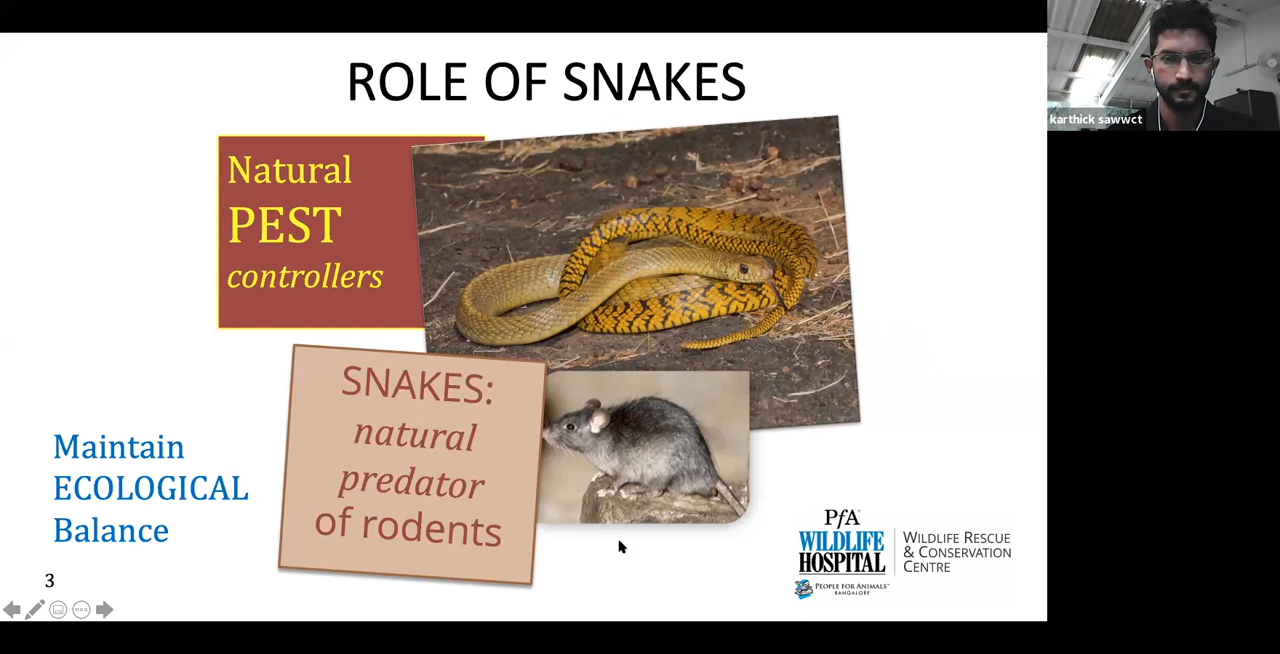 ROLE OF SNAKES
karthick sawwct
Natural
PEST
controllers
SNAKES:
natural
predator
of rodents
Maintain
ECOLOGICAL
Balance
PfA
WILDLIFE
HOSPITAL
WILDLIFE RESCUE
& CONSERVATION
CENTRE
PEOPLE FOR ANIMALS™
BANGALORE
3